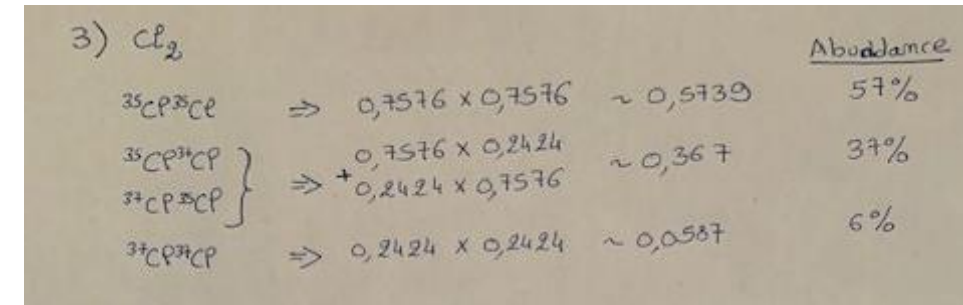 3) Cl₂
Abuddance
³⁵Cl³⁵Cl ⇒ 0,7576 x 0,7576 ~ 0,5739 57%
³⁵Cl³⁷Cl } 0,7576 x 0,2424 ~ 0,367 37%
³⁷Cl³⁵Cl } ⇒ + 0,2424 x 0,7576
³⁷Cl³⁷Cl ⇒ 0,2424 x 0,2424 ~ 0,0587 6%